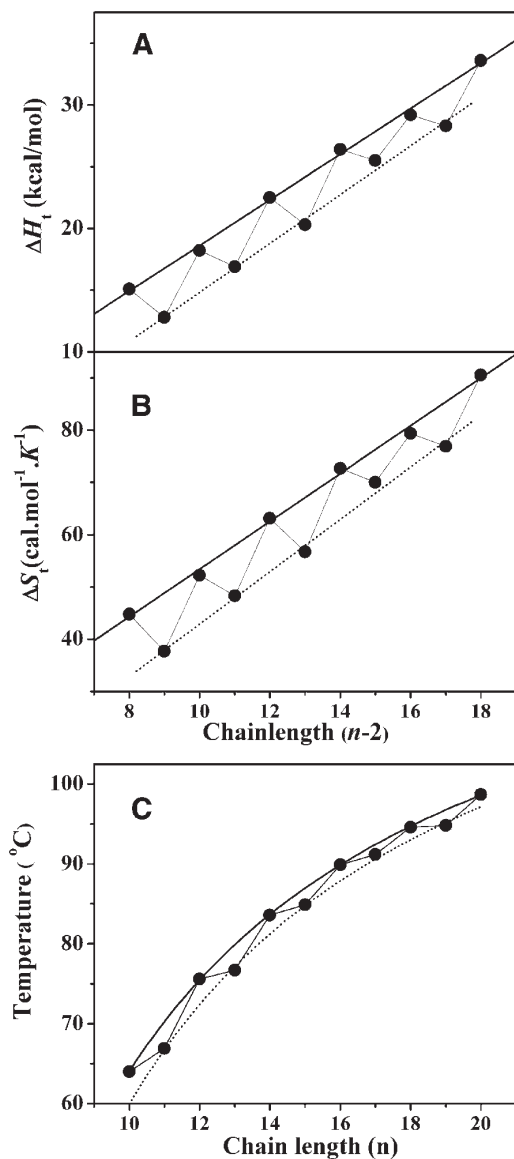 A
ΔHt (kcal/mol)
30
20
10
B
ΔSt(cal.mol-1.K-1)
80
60
40
8 10 12 14 16 18
Chainlength (n-2)
C
Temperature ( °C)
100
90
80
70
60
10 12 14 16 18 20
Chain length (n)